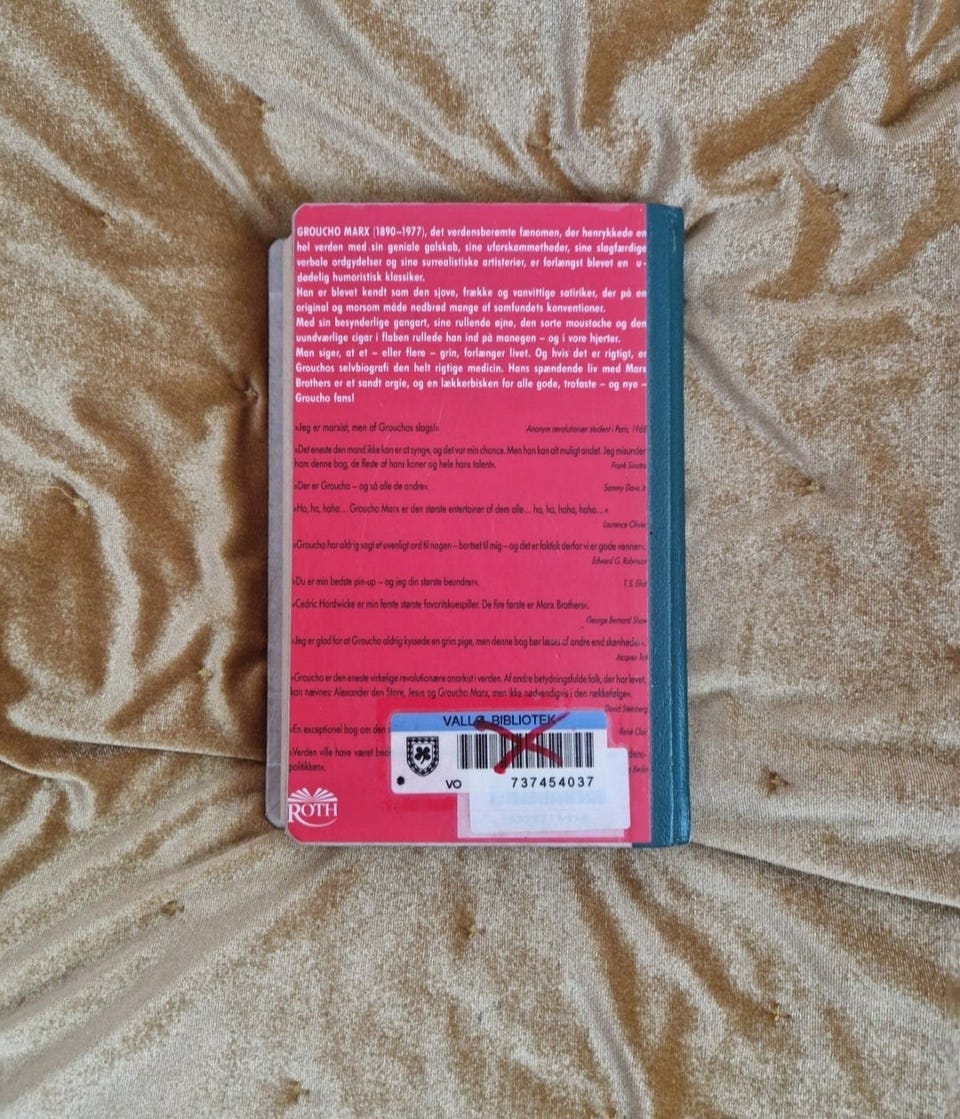 GROUCHO MARX (1890–1977), det verdensberømte fænomen, der henrykkede en
hel verden med sin geniale galskab, sine uforskammetheder, sine slagfærdige
verbale ordgydelser og sine surrealistiske artisterier, er forlængst blevet en u-
dødelig humoristisk klassiker.
Han er blevet kendt som den sjove, frække og vanvittige satiriker, der på en
original og morsom måde nedbrød mange af samfundets konventioner.
Med sin besynderlige gangart, sine rullende øjne, den sorte moustache og den
uundværlige cigar i flaben rullede han ind på manegen – og i vore hjerter.
Man siger, at et – eller flere – grin, forlænger livet. Og hvis det er rigtigt, er
Grouchos selvbiografi den helt rigtige medicin. Hans spændende liv med Marx
Brothers er et sandt orgie, og en lækkerbisken for alle gode, trofaste – og nye –
Groucho fans!
»Jeg er marxist, men af Grouchos slags!« Anonym revolutionær student i Paris, 1968
»Det eneste den mand ikke kan er at synge, og det var min chance. Men han kan alt muligt andet. Jeg misunder
ham denne bog, de fleste af hans koner og hele hans talent«. Frank Sinatra
»Der er Groucho – og så alle de andre«. Sammy Davis Jr
»Ha, ha, haha... Groucho Marx er den største entertainer af dem alle... ha, ha, haha, haha...«
Laurence Olivier
»Groucho har aldrig sagt et uvenligt ord til nogen – bortset til mig – og det er faktisk derfor vi er gode venner«.
Edward G. Robinson
»Du er min bedste pin-up – og jeg din største beundrer«. T. S. Eliot
»Cedric Hardwicke er min femte største favoritskuespiller. De fire første er Marx Brothers«.
George Bernard Shaw
»Jeg er glad for at Groucho aldrig kyssede en grim pige, men denne bog bør læses af andre end skønheder«.
Jacques Tati
»Groucho er den eneste virkelige revolutionære anarkist i verden. Af andre betydningsfulde folk, der har levet,
kan nævnes: Alexander den Store, Jesus og Groucho Marx, men ikke nødvendigvis i den rækkefølge«.
David Steinberg
»En exceptionel bog om den René Clair
»Verden ville have været
politikken«. Berlin
VALLØ BIBLIOTEK
VO 737454037
ROTH